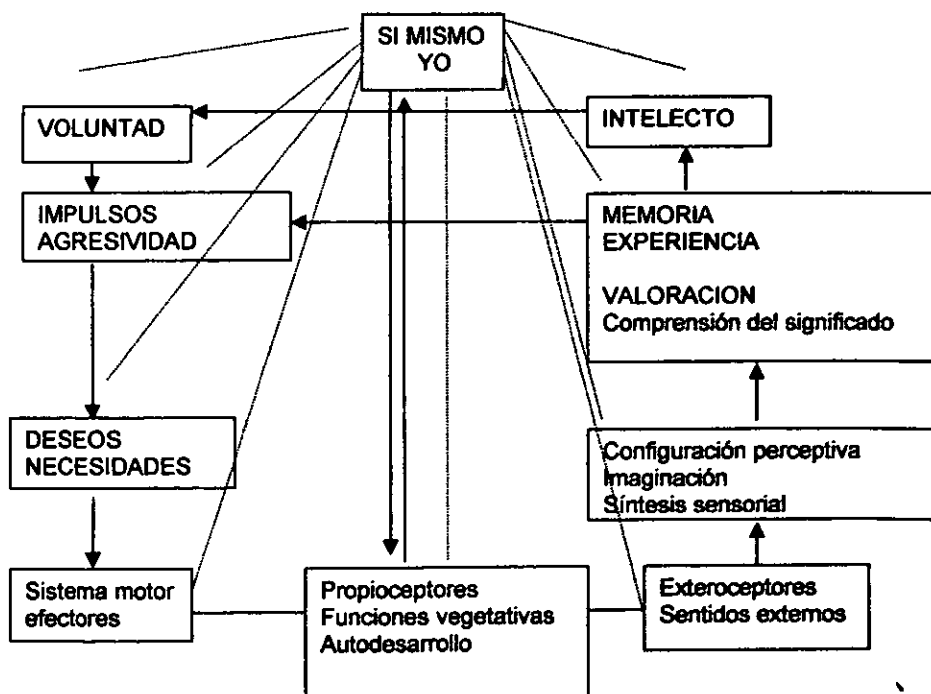 SI MISMO
YO
VOLUNTAD
INTELECTO
IMPULSOS
AGRESIVIDAD
MEMORIA
EXPERIENCIA
VALORACION
Comprensión del significado
DESEOS
NECESIDADES
Configuración perceptiva
Imaginación
Síntesis sensorial
Sistema motor
efectores
Propioceptores
Funciones vegetativas
Autodesarrollo
Exteroceptores
Sentidos externos